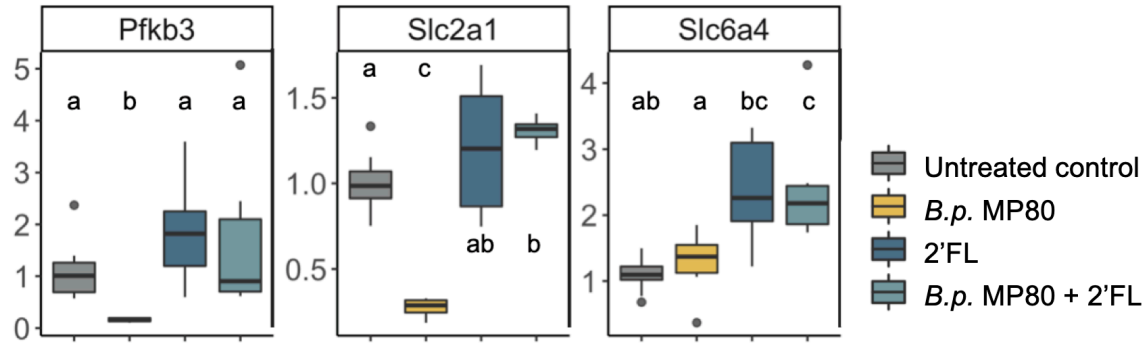 Pfkb3
Slc2a1
Slc6a4
5
4
3
2
1
0
a
b
a
a
1.5
1.0
0.5
a
c
ab
b
4
3
2
1
ab
a
bc
c
Untreated control
B.p. MP80
2'FL
B.p. MP80 + 2'FL